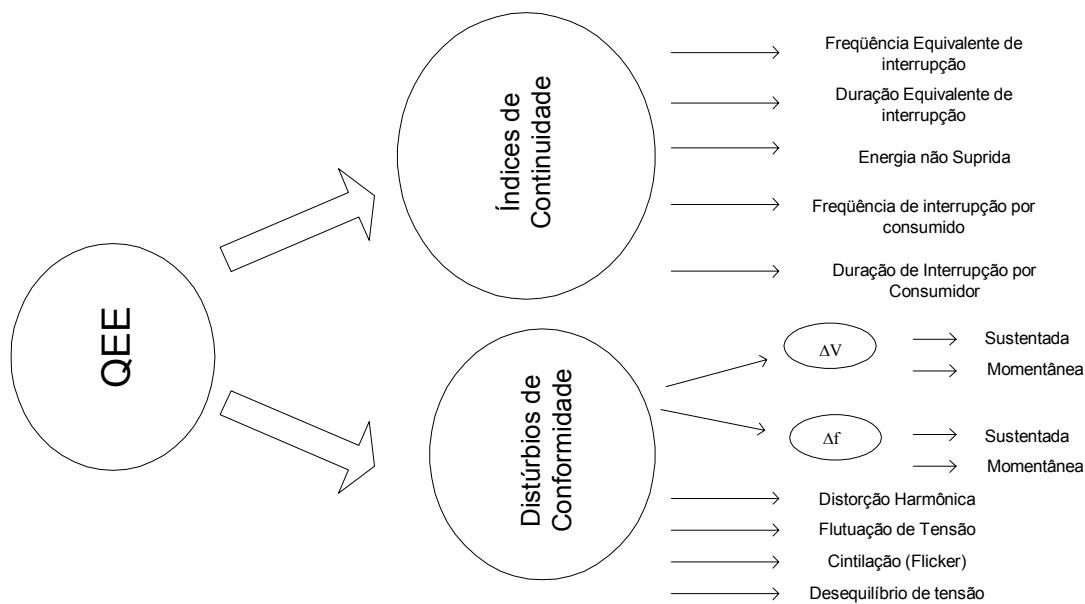 QEE
Índices de
Continuidade
Freqüência Equivalente de
interrupção
Duração Equivalente de
interrupção
Energia não Suprida
Freqüência de interrupção por
consumido
Duração de Interrupção por
Consumidor
Distúrbios de
Conformidade
ΔV
Sustentada
Momentânea
Δf
Sustentada
Momentânea
Distorção Harmônica
Flutuação de Tensão
Cintilação (Flicker)
Desequilíbrio de tensão